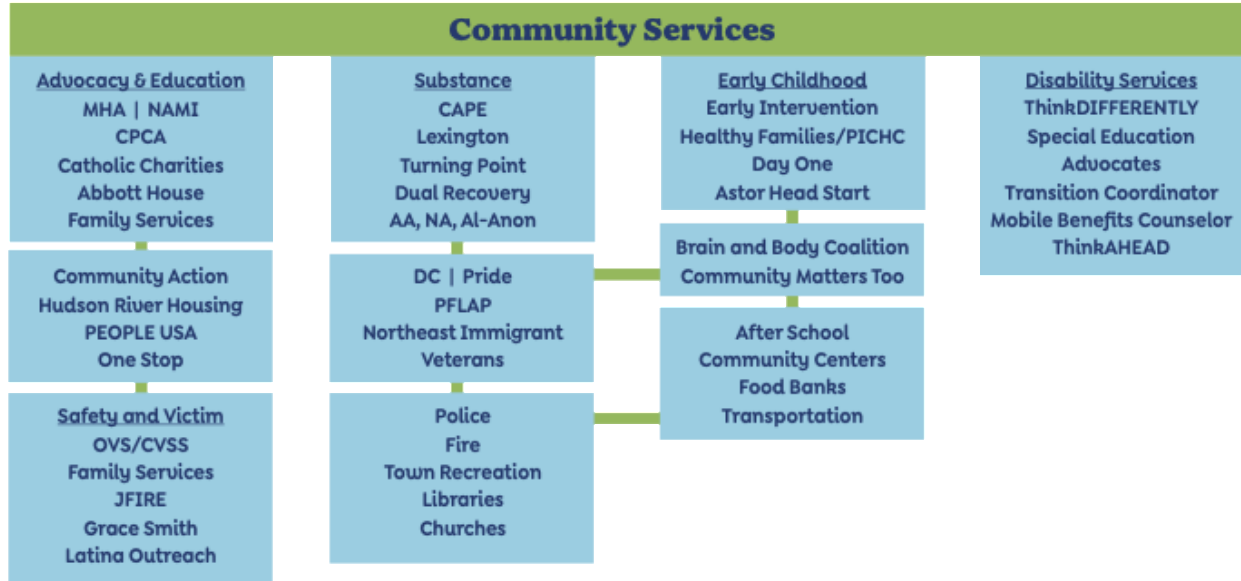 Community Services
Advocacy & Education
MHA | NAMI
CPCA
Catholic Charities
Abbott House
Family Services
Community Action
Hudson River Housing
PEOPLE USA
One Stop
Safety and Victim
OVS/CVSS
Family Services
JFIRE
Grace Smith
Latina Outreach
Substance
CAPE
Lexington
Turning Point
Dual Recovery
AA, NA, Al-Anon
DC | Pride
PFLAP
Northeast Immigrant
Veterans
Police
Fire
Town Recreation
Libraries
Churches
Early Childhood
Early Intervention
Healthy Families/PICHC
Day One
Astor Head Start
Brain and Body Coalition
Community Matters Too
After School
Community Centers
Food Banks
Transportation
Disability Services
ThinkDIFFERENTLY
Special Education
Advocates
Transition Coordinator
Mobile Benefits Counselor
ThinkAHEAD